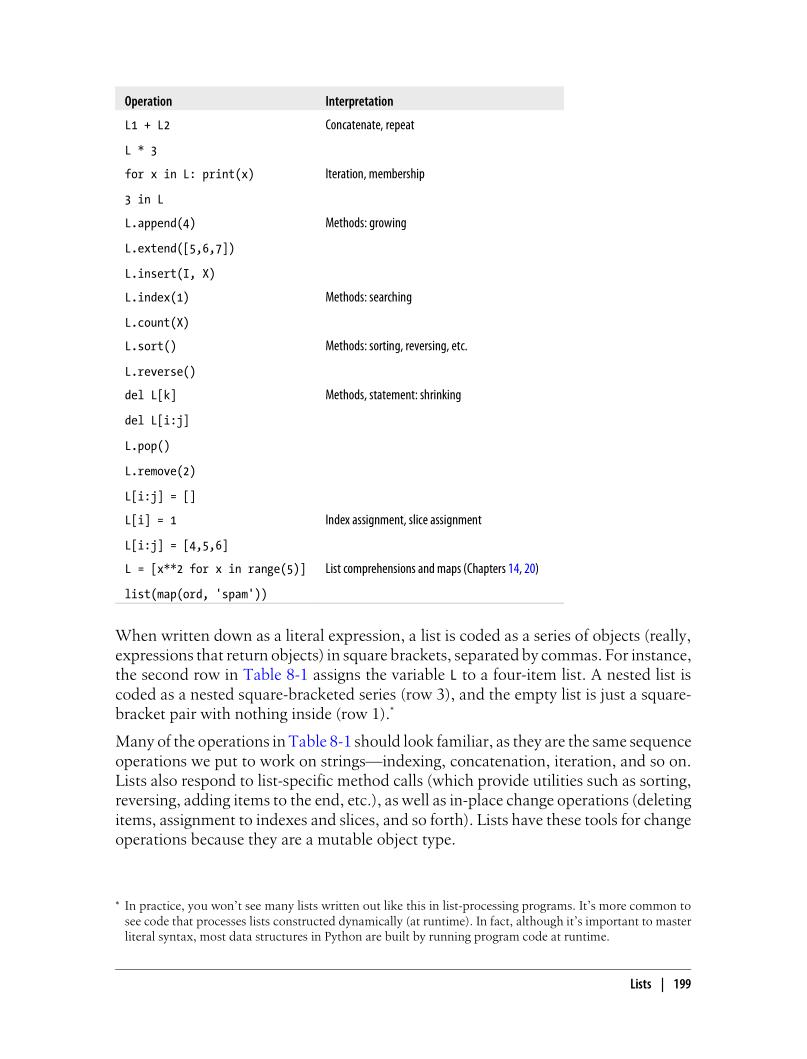 Operation Interpretation
L1 + L2 Concatenate, repeat
L * 3
for x in L: print(x) Iteration, membership
3 in L
L.append(4) Methods: growing
L.extend([5,6,7])
L.insert(I, X)
L.index(1) Methods: searching
L.count(X)
L.sort() Methods: sorting, reversing, etc.
L.reverse()
del L[k] Methods, statement: shrinking
del L[i:j]
L.pop()
L.remove(2)
L[i:j] = []
L[i] = 1 Index assignment, slice assignment
L[i:j] = [4,5,6]
L = [x**2 for x in range(5)] List comprehensions and maps (Chapters 14, 20)
list(map(ord, 'spam'))
When written down as a literal expression, a list is coded as a series of objects (really,
expressions that return objects) in square brackets, separated by commas. For instance,
the second row in Table 8-1 assigns the variable L to a four-item list. A nested list is
coded as a nested square-bracketed series (row 3), and the empty list is just a square-
bracket pair with nothing inside (row 1).*
Many of the operations in Table 8-1 should look familiar, as they are the same sequence
operations we put to work on strings—indexing, concatenation, iteration, and so on.
Lists also respond to list-specific method calls (which provide utilities such as sorting,
reversing, adding items to the end, etc.), as well as in-place change operations (deleting
items, assignment to indexes and slices, and so forth). Lists have these tools for change
operations because they are a mutable object type.
* In practice, you won’t see many lists written out like this in list-processing programs. It’s more common to
see code that processes lists constructed dynamically (at runtime). In fact, although it’s important to master
literal syntax, most data structures in Python are built by running program code at runtime.
Lists | 199